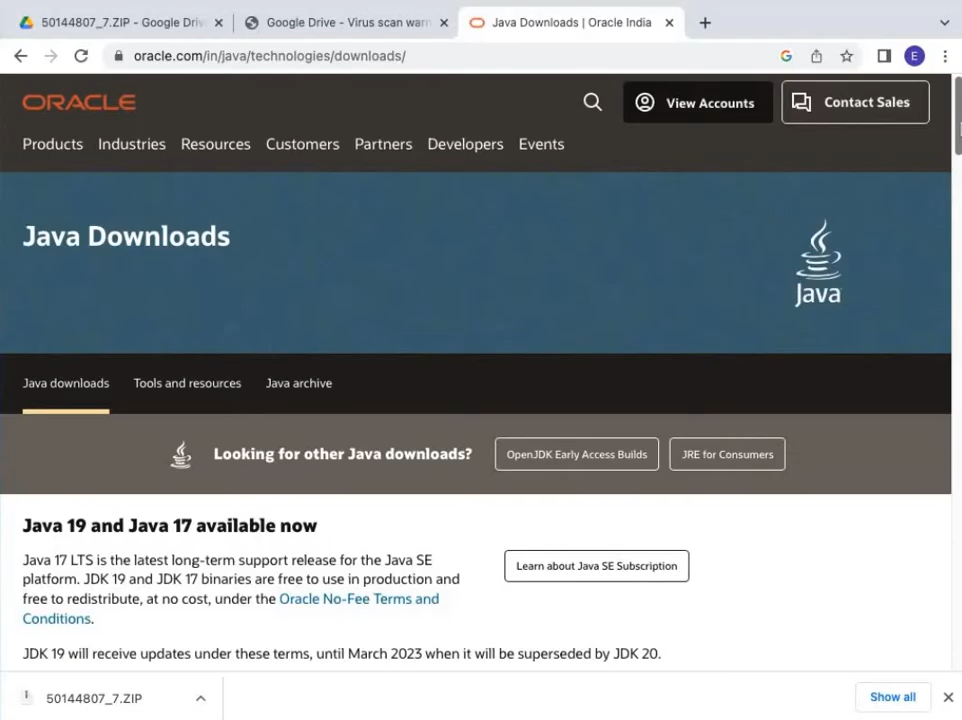 50144807_7.ZIP - Google Driv
Google Drive - Virus scan warn
Java Downloads | Oracle India
oracle.com/in/java/technologies/downloads/
G
E
ORACLE
View Accounts
Contact Sales
Products Industries Resources Customers Partners Developers Events
Java Downloads
Java
Java downloads Tools and resources Java archive
Looking for other Java downloads?
OpenJDK Early Access Builds
JRE for Consumers
Java 19 and Java 17 available now
Java 17 LTS is the latest long-term support release for the Java SE
platform. JDK 19 and JDK 17 binaries are free to use in production and
free to redistribute, at no cost, under the Oracle No-Fee Terms and
Conditions.
Learn about Java SE Subscription
JDK 19 will receive updates under these terms, until March 2023 when it will be superseded by JDK 20.
50144807_7.ZIP
Show all